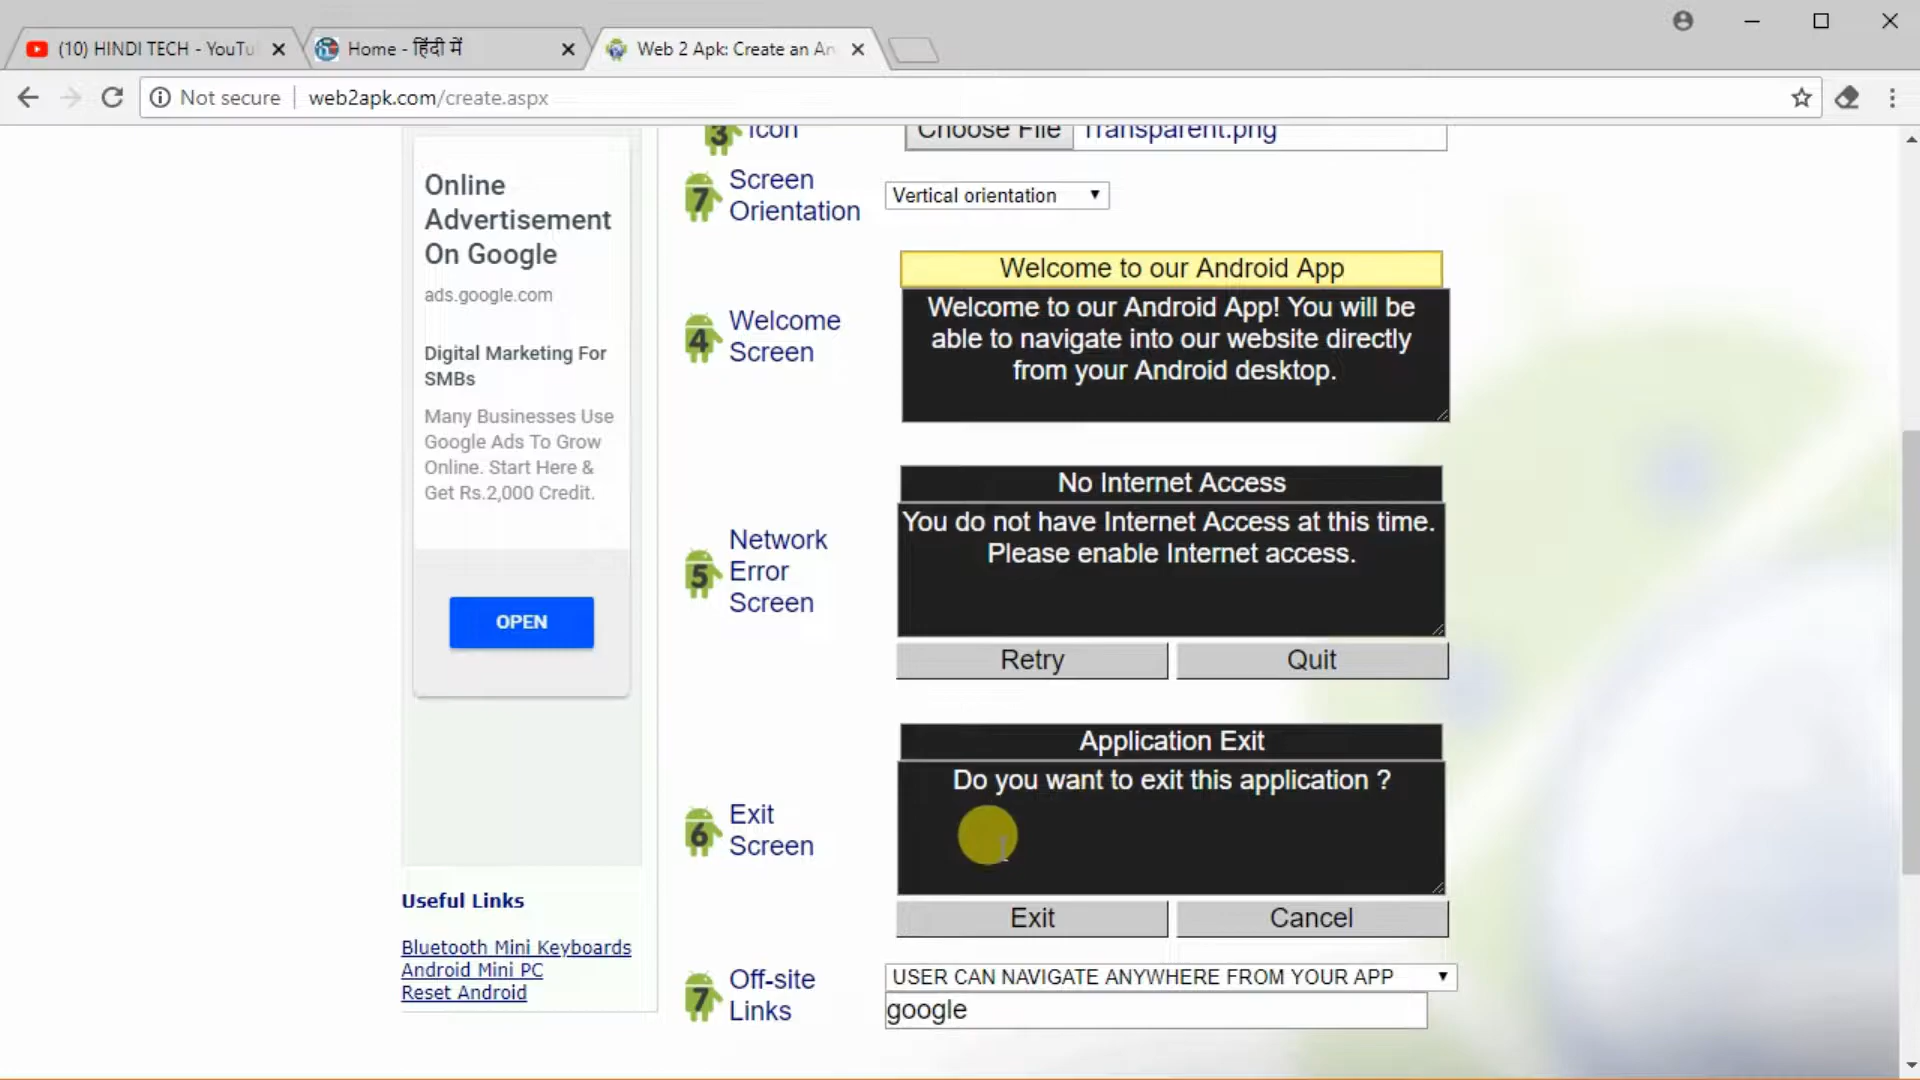 (10) HINDI TECH - YouTu
Home - हिंदी में
Web 2 Apk: Create an An
Not secure
web2apk.com/create.aspx
3
Icon
Choose File
Transparent.png
Online
Advertisement
On Google
ads.google.com
Digital Marketing For
SMBs
Many Businesses Use
Google Ads To Grow
Online. Start Here &
Get Rs.2,000 Credit.
OPEN
Useful Links
Bluetooth Mini Keyboards
Android Mini PC
Reset Android
7
Screen
Orientation
Vertical orientation
4
Welcome
Screen
Welcome to our Android App
Welcome to our Android App! You will be
able to navigate into our website directly
from your Android desktop.
5
Network
Error
Screen
No Internet Access
You do not have Internet Access at this time.
Please enable Internet access.
Retry
Quit
6
Exit
Screen
Application Exit
Do you want to exit this application ?
Exit
Cancel
7
Off-site
Links
USER CAN NAVIGATE ANYWHERE FROM YOUR APP
google